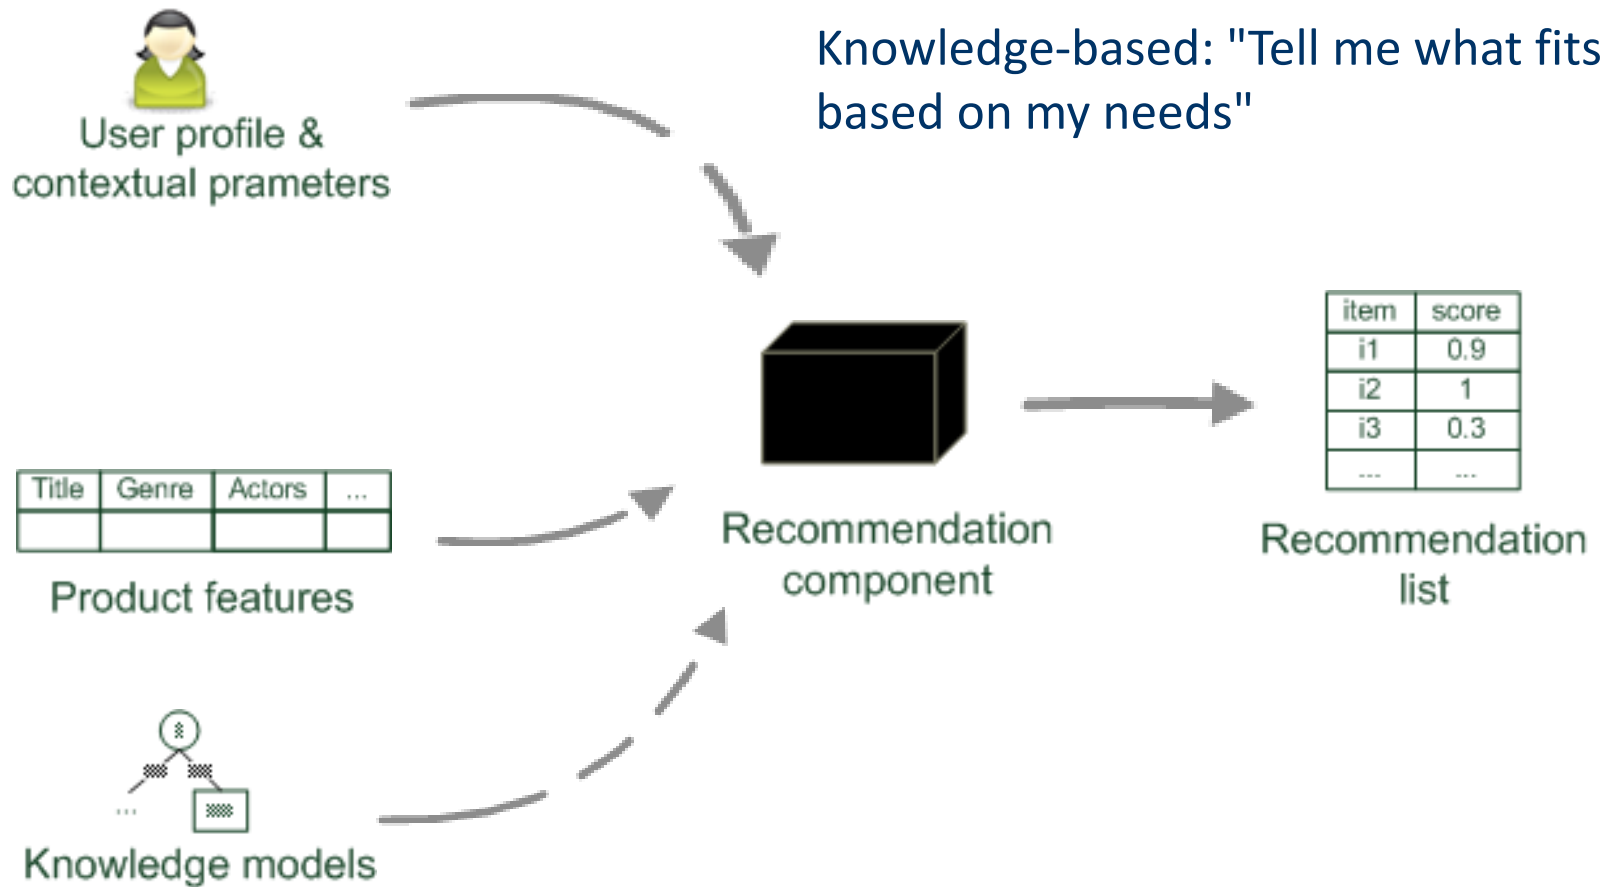 Knowledge-based: "Tell me what fits
based on my needs"
User profile &
contextual prameters
Title Genre Actors ...
Product features
Knowledge models
...
Recommendation
component
item score
i1 0.9
i2 1
i3 0.3
... ...
Recommendation
list